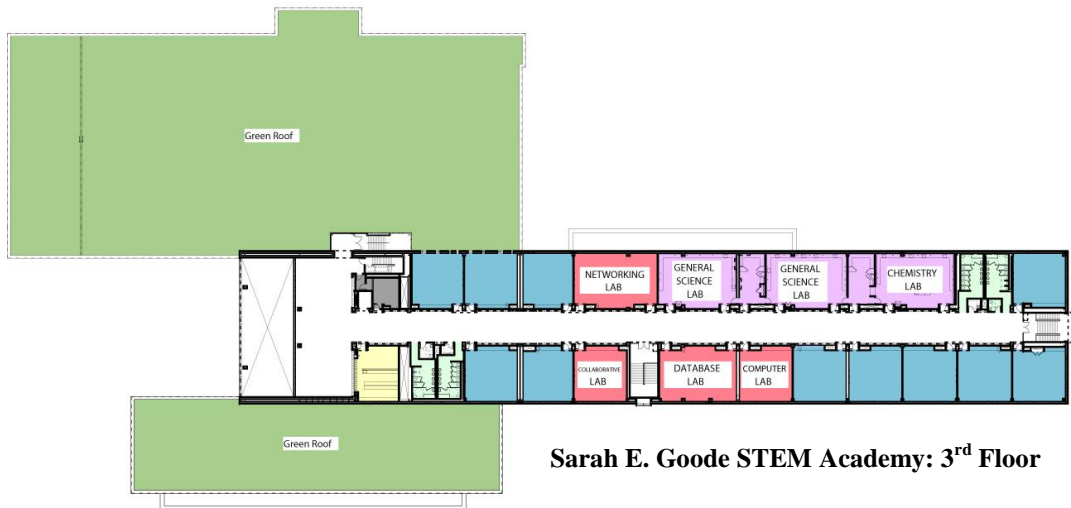 Green Roof
NETWORKING
LAB
GENERAL
SCIENCE
LAB
GENERAL
SCIENCE
LAB
CHEMISTRY
LAB
COLLABORATIVE
LAB
DATABASE
LAB
COMPUTER
LAB
Green Roof
Sarah E. Goode STEM Academy: 3rd Floor